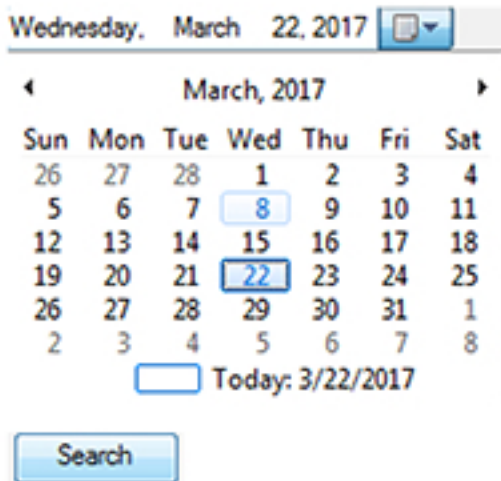 Wednesday, March 22, 2017
March, 2017
Sun Mon Tue Wed Thu Fri Sat
26 27 28 1 2 3 4
5 6 7 8 9 10 11
12 13 14 15 16 17 18
19 20 21 22 23 24 25
26 27 28 29 30 31 1
2 3 4 5 6 7 8
Today: 3/22/2017
Search